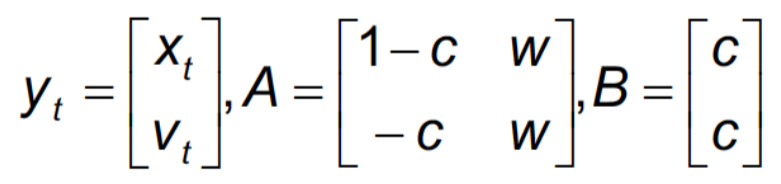 y_t = [x_t; v_t], A = [1 − c w; − c w], B = [c; c]